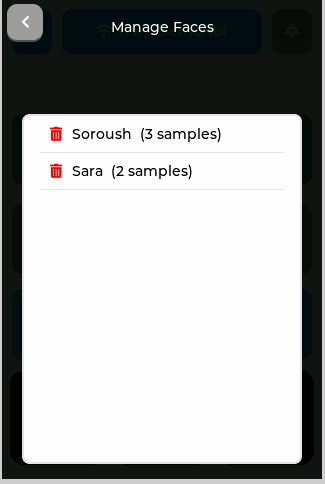 Manage Faces
Soroush (3 samples)
Sara (2 samples)